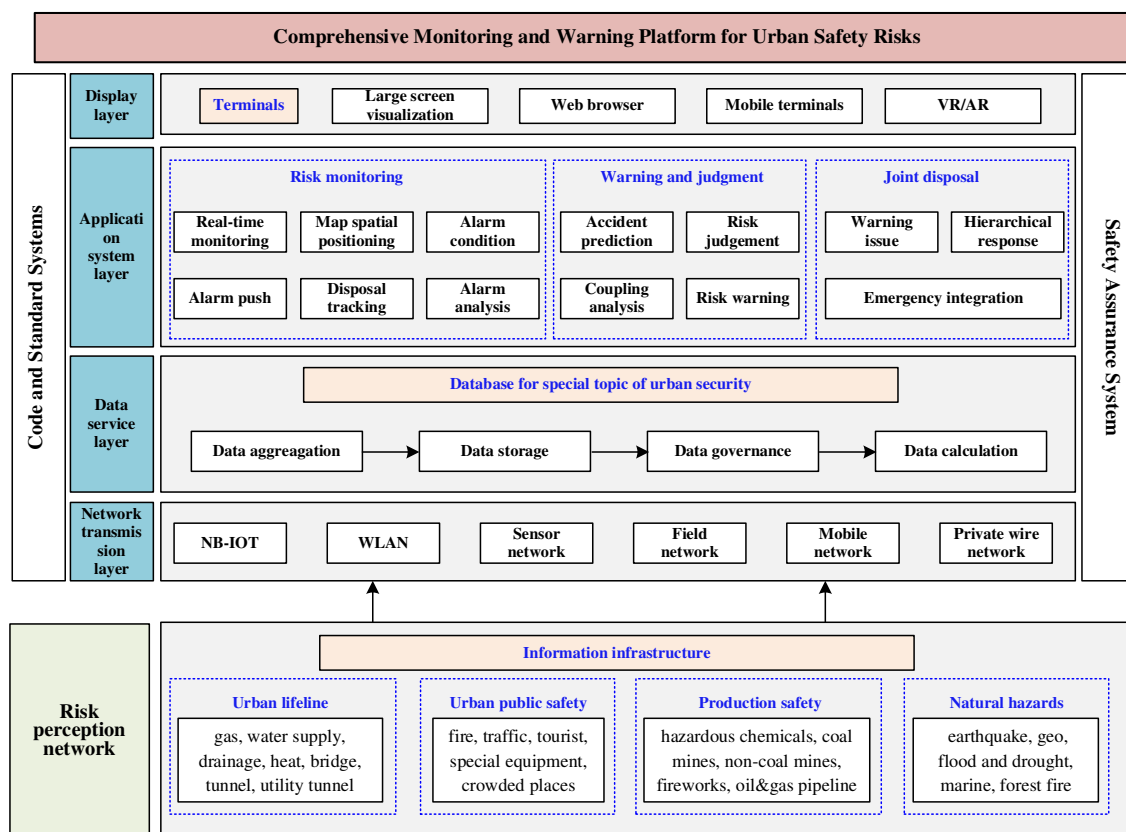 Comprehensive Monitoring and Warning Platform for Urban Safety Risks
Code and Standard Systems
Display
layer
Terminals
Large screen
visualization
Web browser
Mobile terminals
VR/AR
Safety Assurance System
Applicati
on
system
layer
Risk monitoring
Real-time
monitoring
Map spatial
positioning
Alarm
condition
Alarm push
Disposal
tracking
Alarm
analysis
Warning and judgment
Accident
prediction
Risk
judgement
Coupling
analysis
Risk warning
Joint disposal
Warning
issue
Hierarchical
response
Emergency integration
Data
service
layer
Database for special topic of urban security
Data aggreagation
Data storage
Data governance
Data calculation
Network
transmis
sion
layer
NB-IOT
WLAN
Sensor
network
Field
network
Mobile
network
Private wire
network
Risk
perception
network
Information infrastructure
Urban lifeline
gas, water supply,
drainage, heat, bridge,
tunnel, utility tunnel
Urban public safety
fire, traffic, tourist,
special equipment,
crowded places
Production safety
hazardous chemicals, coal
mines, non-coal mines,
fireworks, oil&gas pipeline
Natural hazards
earthquake, geo,
flood and drought,
marine, forest fire